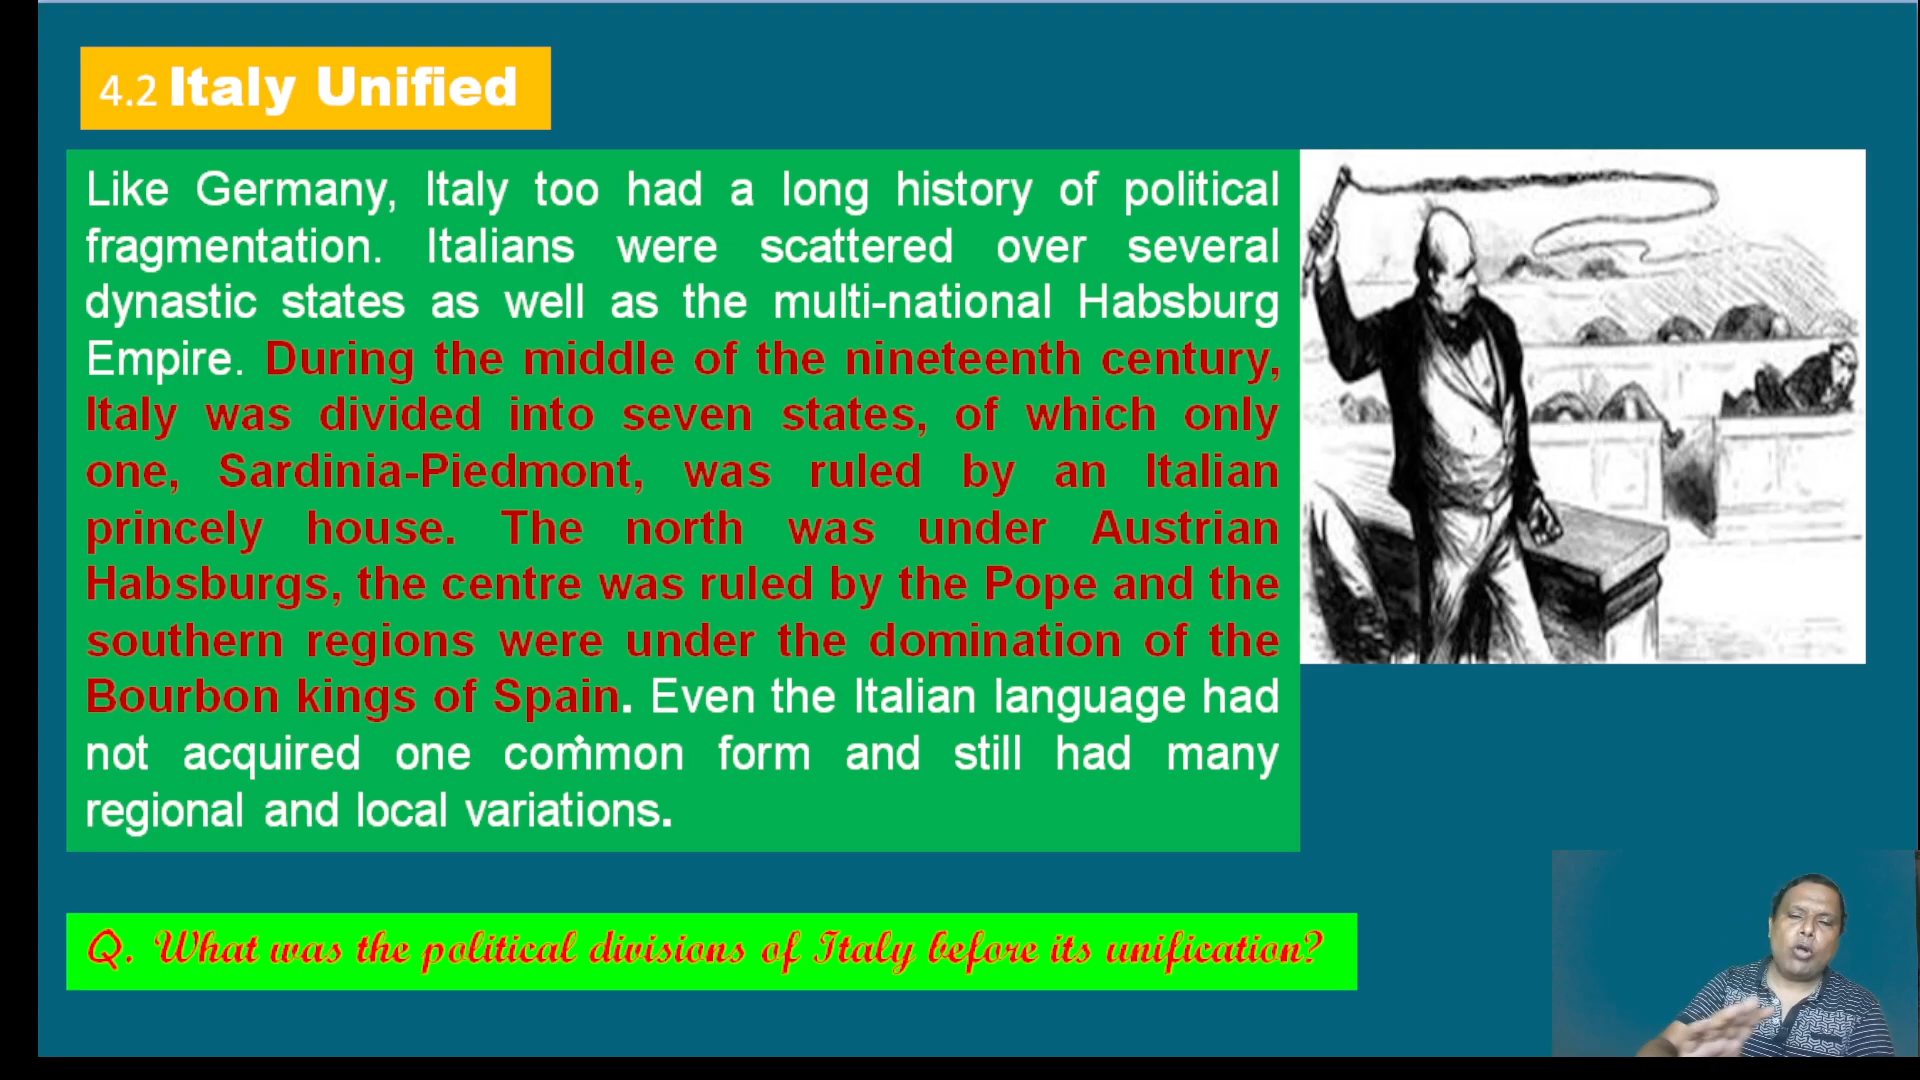 4.2 Italy Unified
Like Germany, Italy too had a long history of political
fragmentation. Italians were scattered over several
dynastic states as well as the multi-national Habsburg
Empire. During the middle of the nineteenth century,
Italy was divided into seven states, of which only
one, Sardinia-Piedmont, was ruled by an Italian
princely house. The north was under Austrian
Habsburgs, the centre was ruled by the Pope and the
southern regions were under the domination of the
Bourbon kings of Spain. Even the Italian language had
not acquired one common form and still had many
regional and local variations.
Q. What was the political divisions of Italy before its unification?